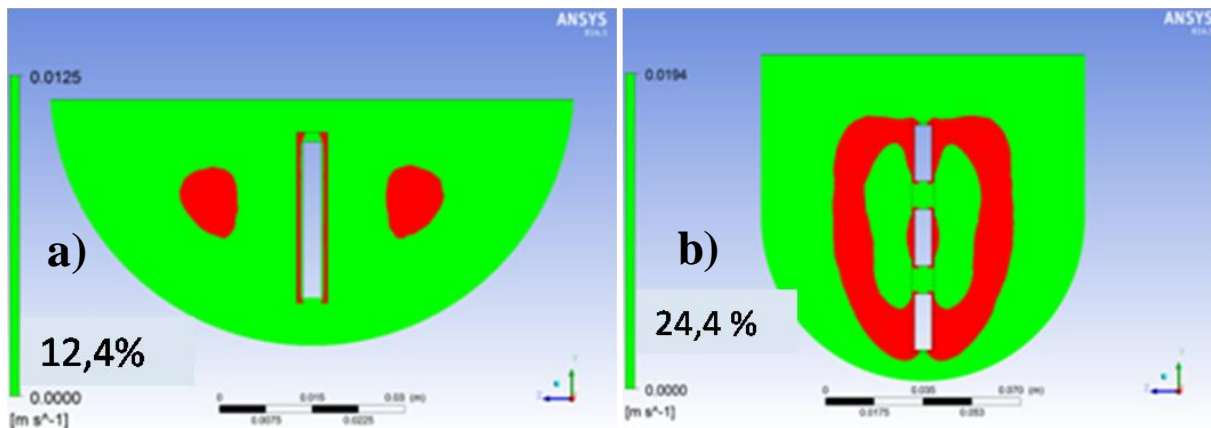 ANSYS
0.0125
a)
12,4%
0.0000
[m s^-1]
0 0.015 0.03 (m)
0.0075 0.0225
Y
Z
ANSYS
0.0194
b)
24,4 %
0.0000
[m s^-1]
0 0.035 0.070 (m)
0.0175 0.053
Y
Z